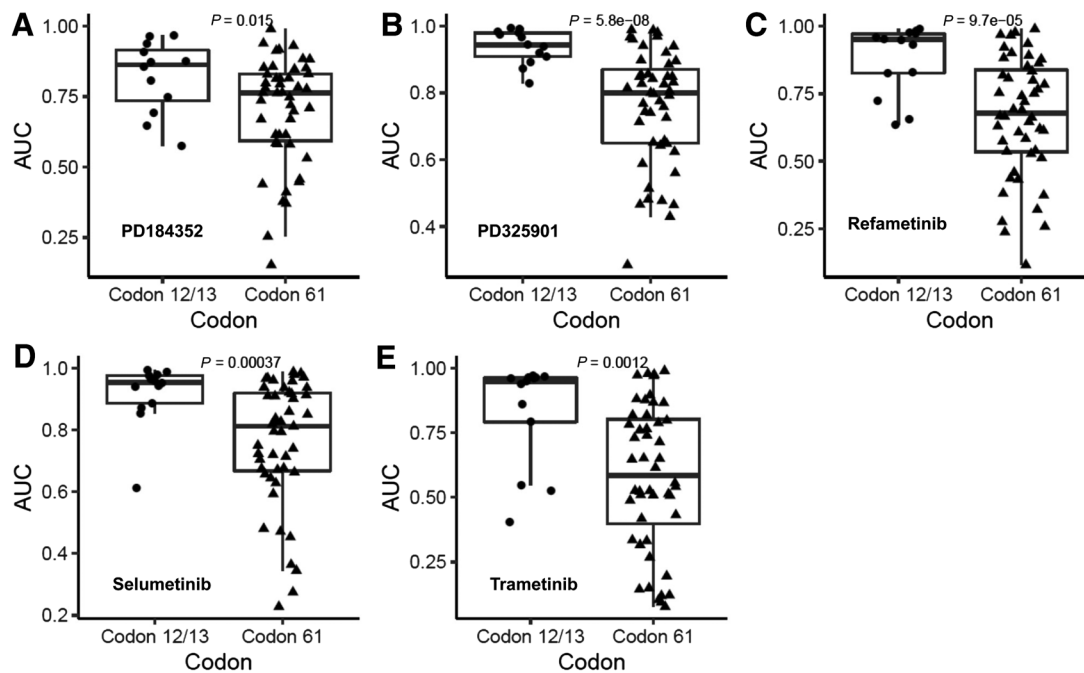 A
P = 0.015
1.00
0.75
0.50
0.25
AUC
PD184352
Codon 12/13
Codon 61
Codon
B
P = 5.8e−08
1.0
0.8
0.6
0.4
AUC
PD325901
Codon 12/13
Codon 61
Codon
C
P = 9.7e−05
1.00
0.75
0.50
0.25
AUC
Refametinib
Codon 12/13
Codon 61
Codon
D
P = 0.00037
1.0
0.8
0.6
0.4
0.2
AUC
Selumetinib
Codon 12/13
Codon 61
Codon
E
P = 0.0012
1.00
0.75
0.50
0.25
AUC
Trametinib
Codon 12/13
Codon 61
Codon